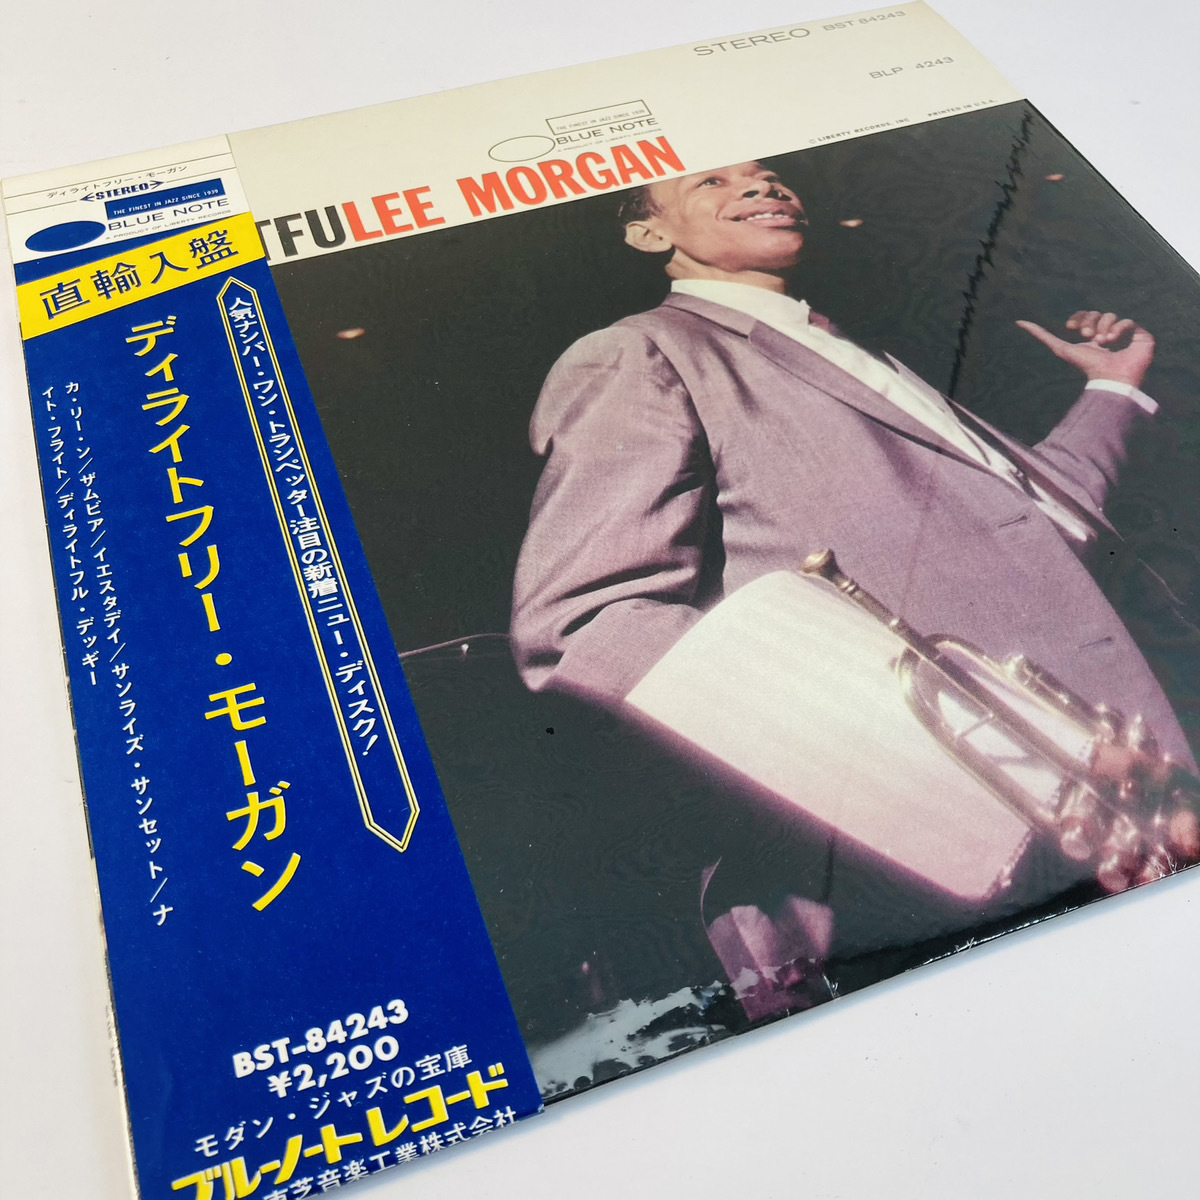 STEREO BST 84243
BLP 4243
THE FINEST IN JAZZ SINCE 1939
BLUE NOTE
A PRODUCT OF LIBERTY RECORDS
© LIBERTY RECORDS, INC PRINTED IN U.S.A.
TFULEE MORGAN
ディライトフリー・モーガン
STEREO
THE FINEST IN JAZZ SINCE 1939
BLUE NOTE
A PRODUCT OF LIBERTY RECORDS
直輸入盤
人気ナンバー・ワン・トランペッター注目の新着ニュー・ディスク!
ディライトフリー・モーガン
カ・リー・ン/ザムビア/イエスタデイ/サンライズ・サンセット/ナ
イト・フライト/ディライトフル・デッギー
BST-84243
¥2,200
モダン・ジャズの宝庫
ブルーノートレコード
東芝音楽工業株式会社